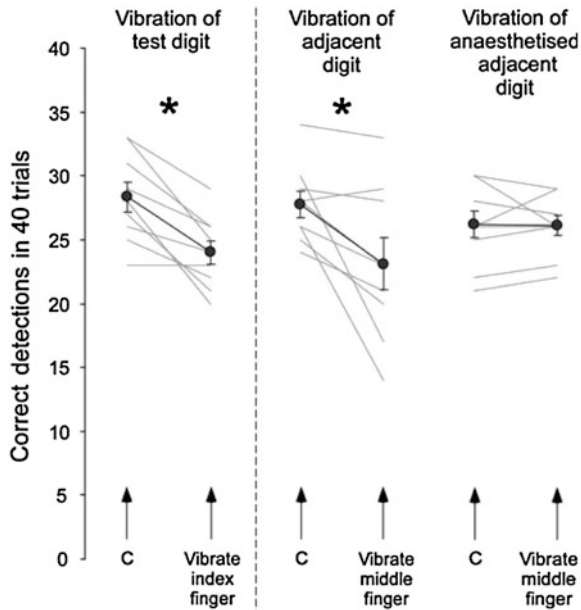 Vibration of
test digit
Vibration of
adjacent
digit
Vibration of
anaesthetised
adjacent
digit
*
*
Correct detections in 40 trials
40
35
30
25
20
15
10
5
0
C
Vibrate
index
finger
C
Vibrate
middle
finger
C
Vibrate
middle
finger